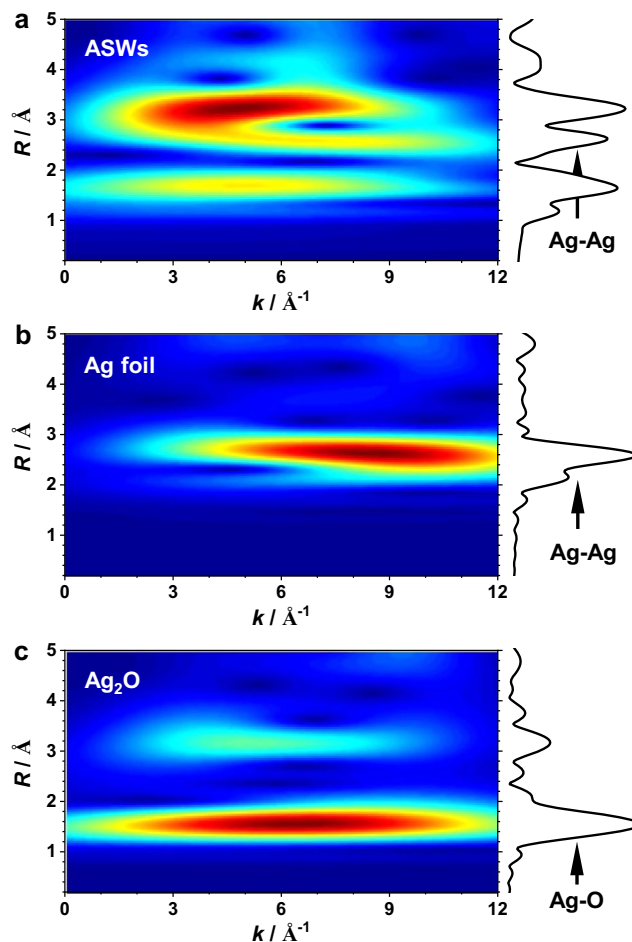 a
ASWs
5
4
3
2
1
R / Å
0 3 6 9 12
k / Å⁻¹
Ag-Ag
b
Ag foil
5
4
3
2
1
R / Å
0 3 6 9 12
k / Å⁻¹
Ag-Ag
c
Ag₂O
5
4
3
2
1
R / Å
0 3 6 9 12
k / Å⁻¹
Ag-O